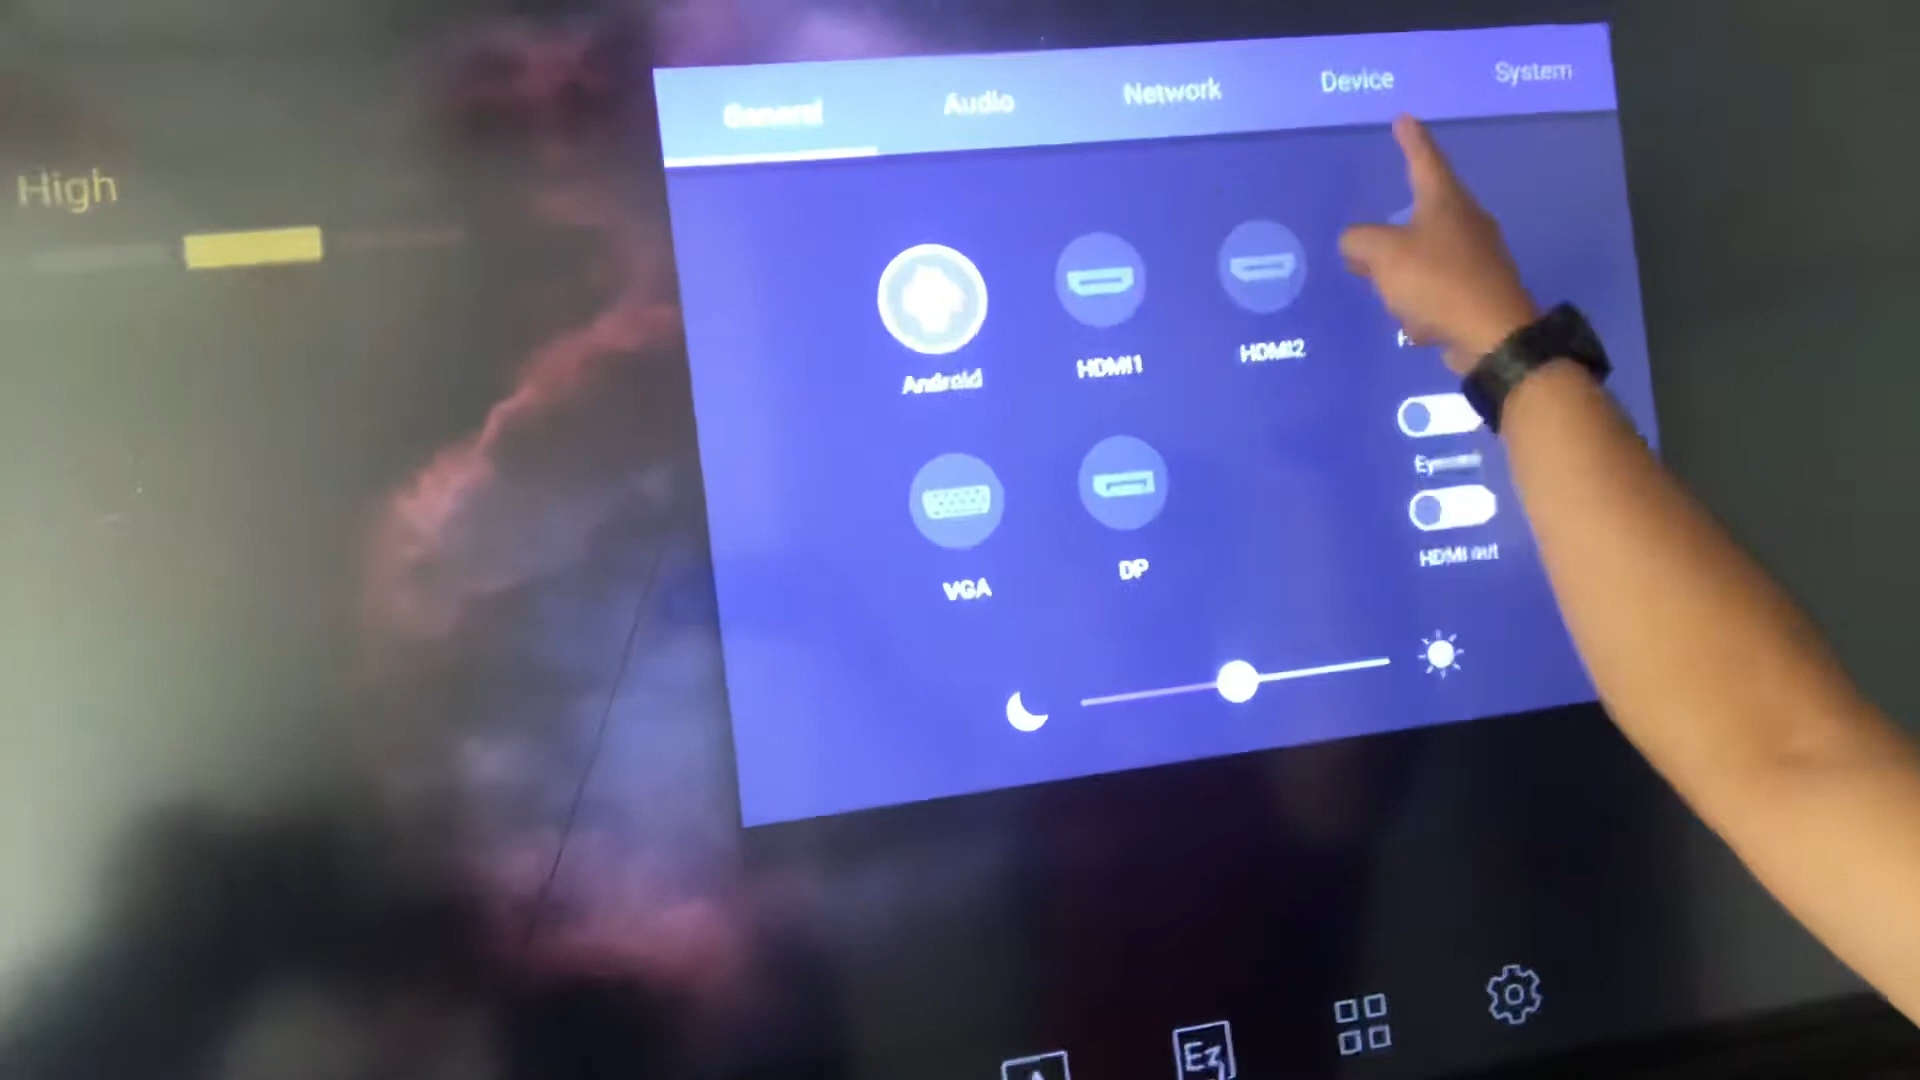 High
General Audio Network Device System
Android HDMI1 HDMI2
VGA DP
HDMI out